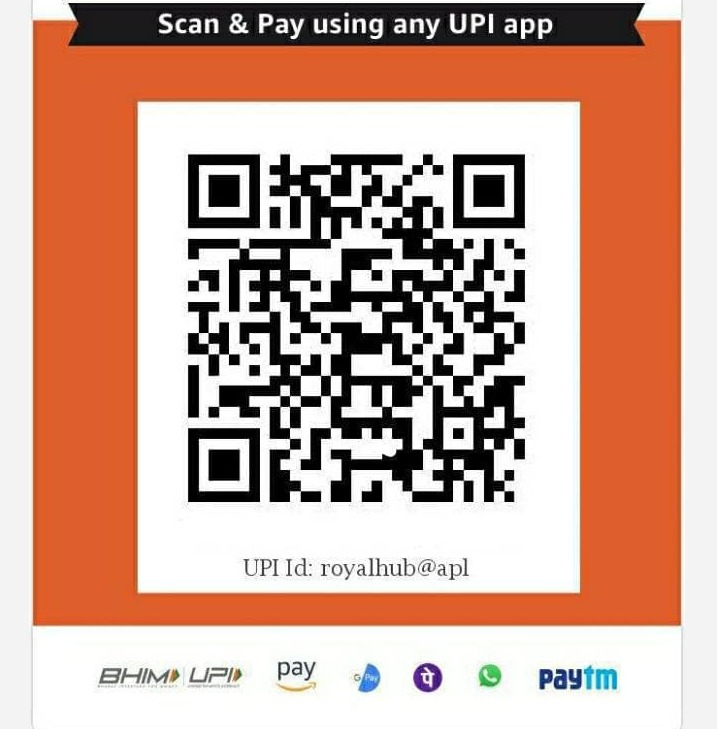 Scan & Pay using any UPI app
UPI Id: royalhub@apl
BHIM UPI pay G Pay पे paytm